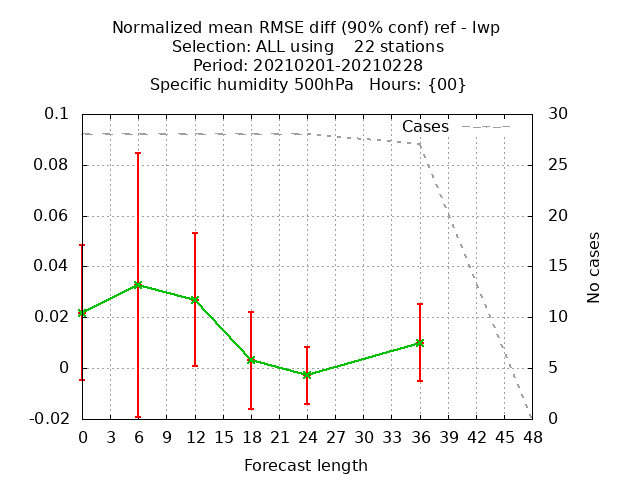 Normalized mean RMSE diff (90% conf) ref - lwp
Selection: ALL using    22 stations
Period: 20210201-20210228
Specific humidity 500hPa   Hours: {00}
0.1
0.08
0.06
0.04
0.02
0
-0.02
Cases
30
25
20
15
10
5
0
No cases
0 3 6 9 12 15 18 21 24 27 30 33 36 39 42 45 48
Forecast length